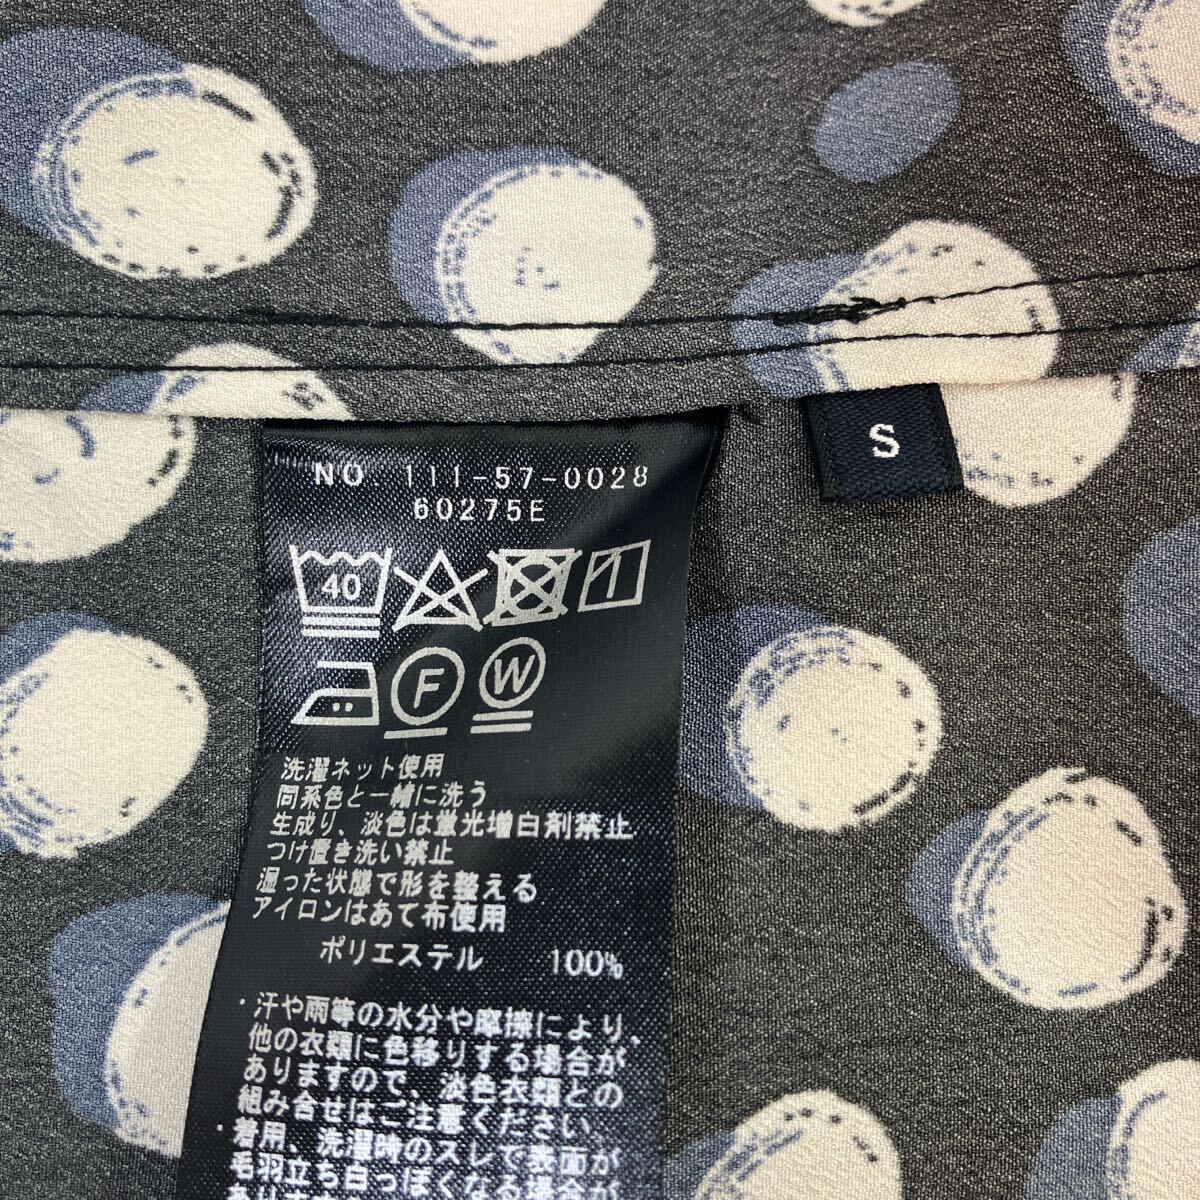 S
NO. 111-57-0028
60275E
40
F W
洗濯ネット使用
同系色と一緒に洗う
生成り、淡色は蛍光増白剤禁止
つけ置き洗い禁止
湿った状態で形を整える
アイロンはあて布使用
ポリエステル 100%
・汗や雨等の水分や摩擦により、
他の衣類に色移りする場合が
ありますので、淡色衣類との
組み合せはご注意ください。
・着用、洗濯時のスレで表面が
毛羽立ち白っぽくなる場合が